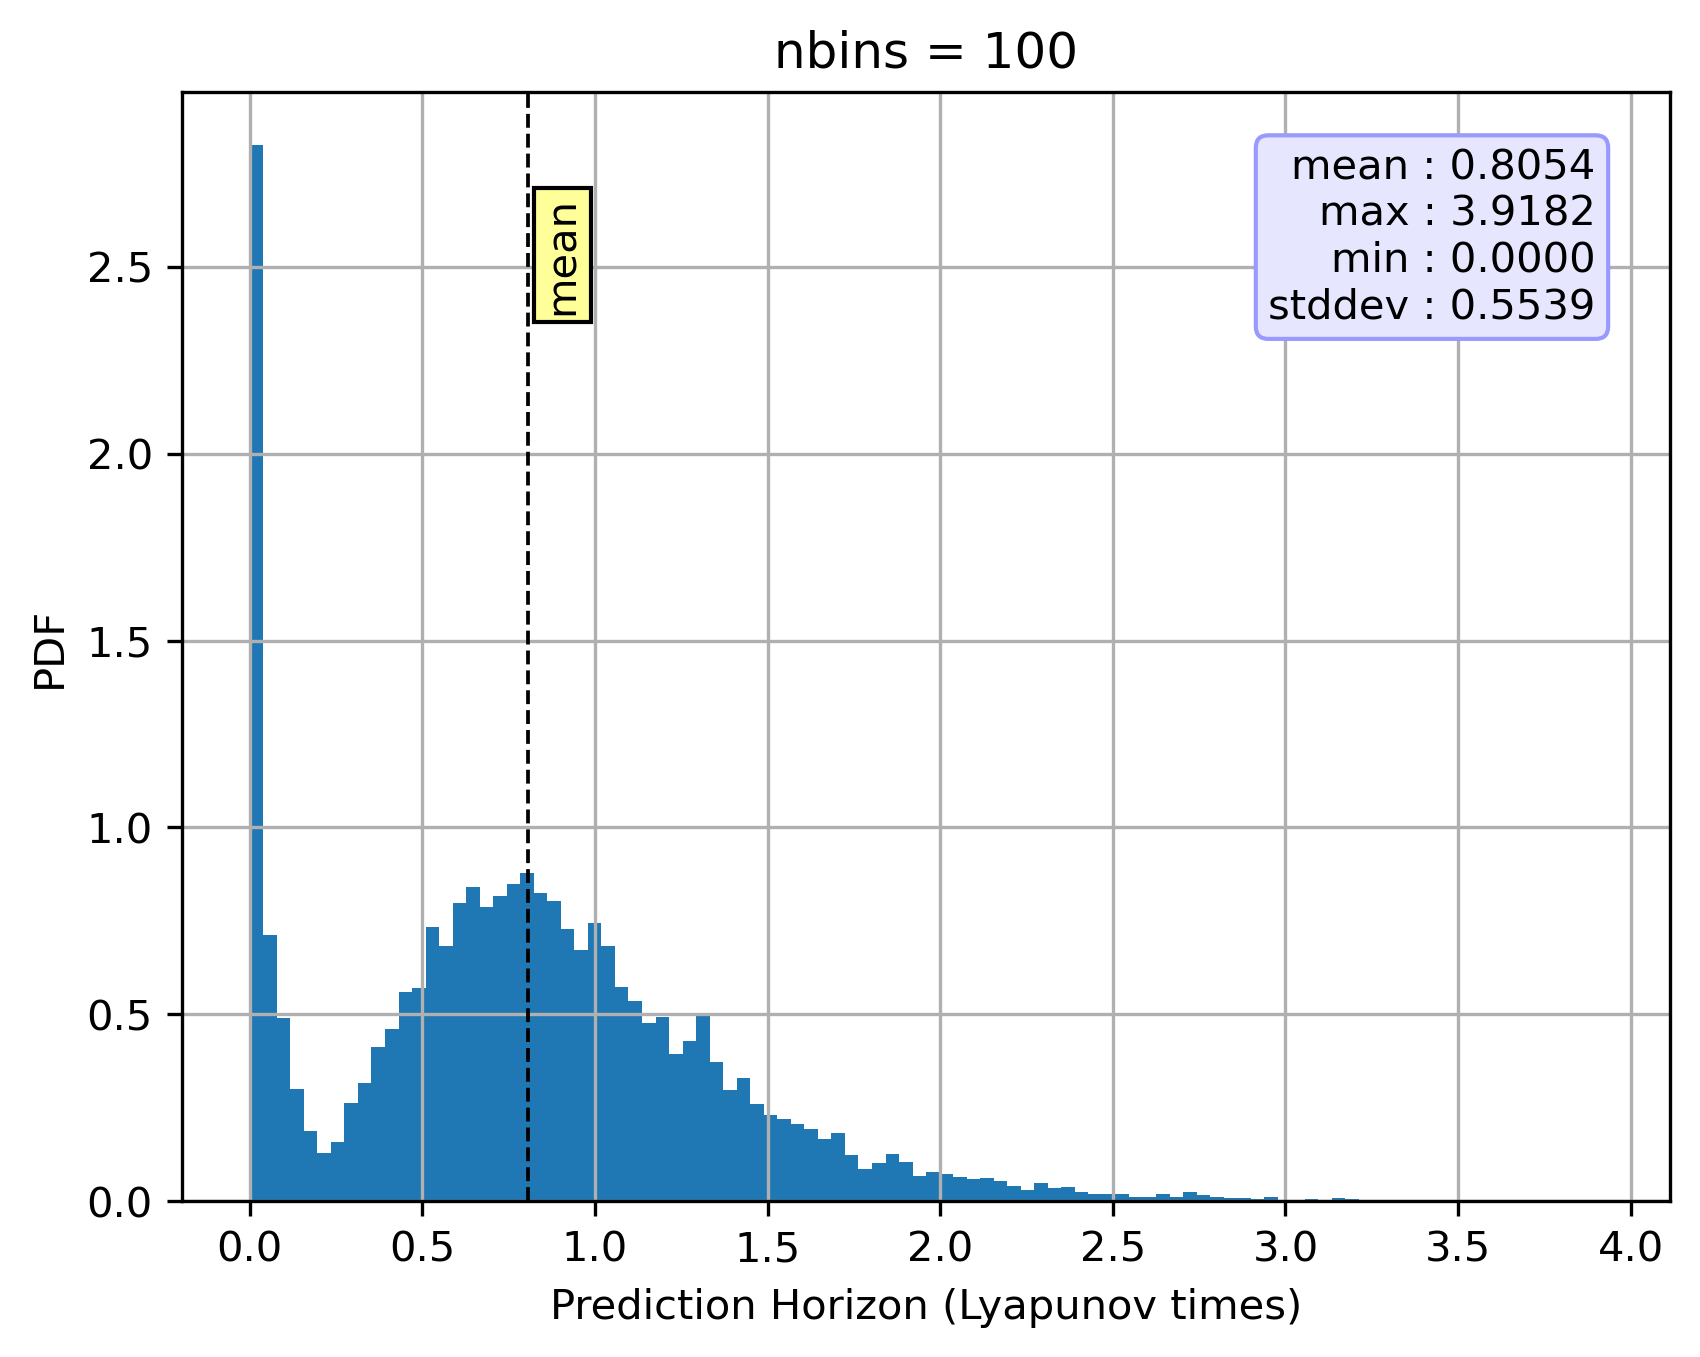 nbins = 100
mean : 0.8054
max : 3.9182
min : 0.0000
stddev : 0.5539
mean
PDF
2.5
2.0
1.5
1.0
0.5
0.0
0.0 0.5 1.0 1.5 2.0 2.5 3.0 3.5 4.0
Prediction Horizon (Lyapunov times)